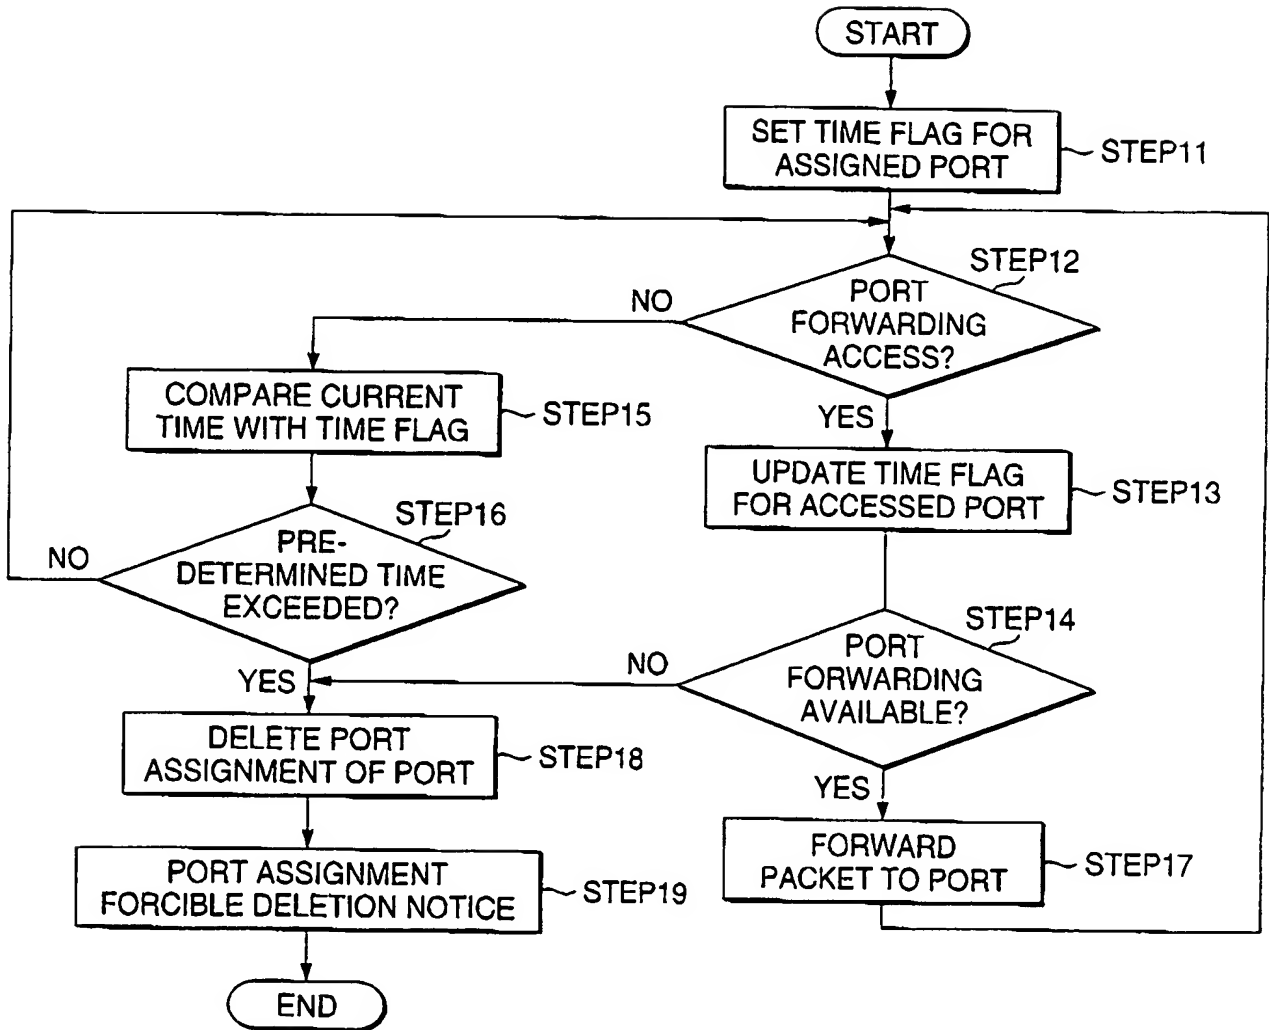 START
SET TIME FLAG FOR
ASSIGNED PORT
STEP11
STEP12
PORT
FORWARDING
ACCESS?
NO
YES
COMPARE CURRENT
TIME WITH TIME FLAG
STEP15
UPDATE TIME FLAG
FOR ACCESSED PORT
STEP13
STEP16
PRE-
DETERMINED TIME
EXCEEDED?
NO
YES
STEP14
PORT
FORWARDING
AVAILABLE?
NO
YES
DELETE PORT
ASSIGNMENT OF PORT
STEP18
FORWARD
PACKET TO PORT
STEP17
PORT ASSIGNMENT
FORCIBLE DELETION NOTICE
STEP19
END